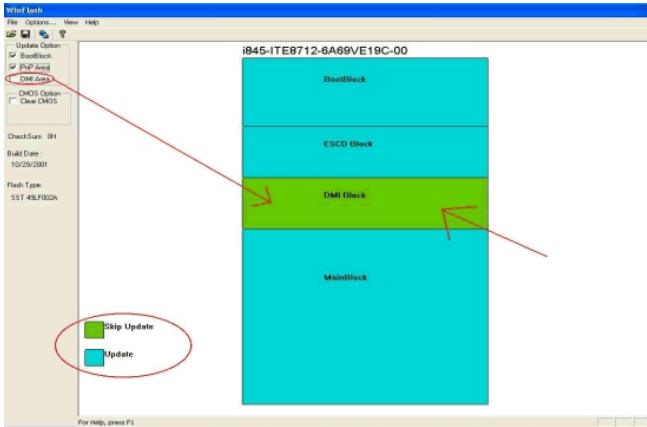 WinFlash
File Options... View Help
Update Option
BootBlock
PnP Area
DMI Area
CMOS Option
Clear CMOS
CheckSum: 0H
Build Date :
10/29/2001
Flash Type:
SST 49LF002A
i845-ITE8712-6A69VE19C-00
BootBlock
ESCD Block
DMI Block
MainBlock
Skip Update
Update
For Help, press F1